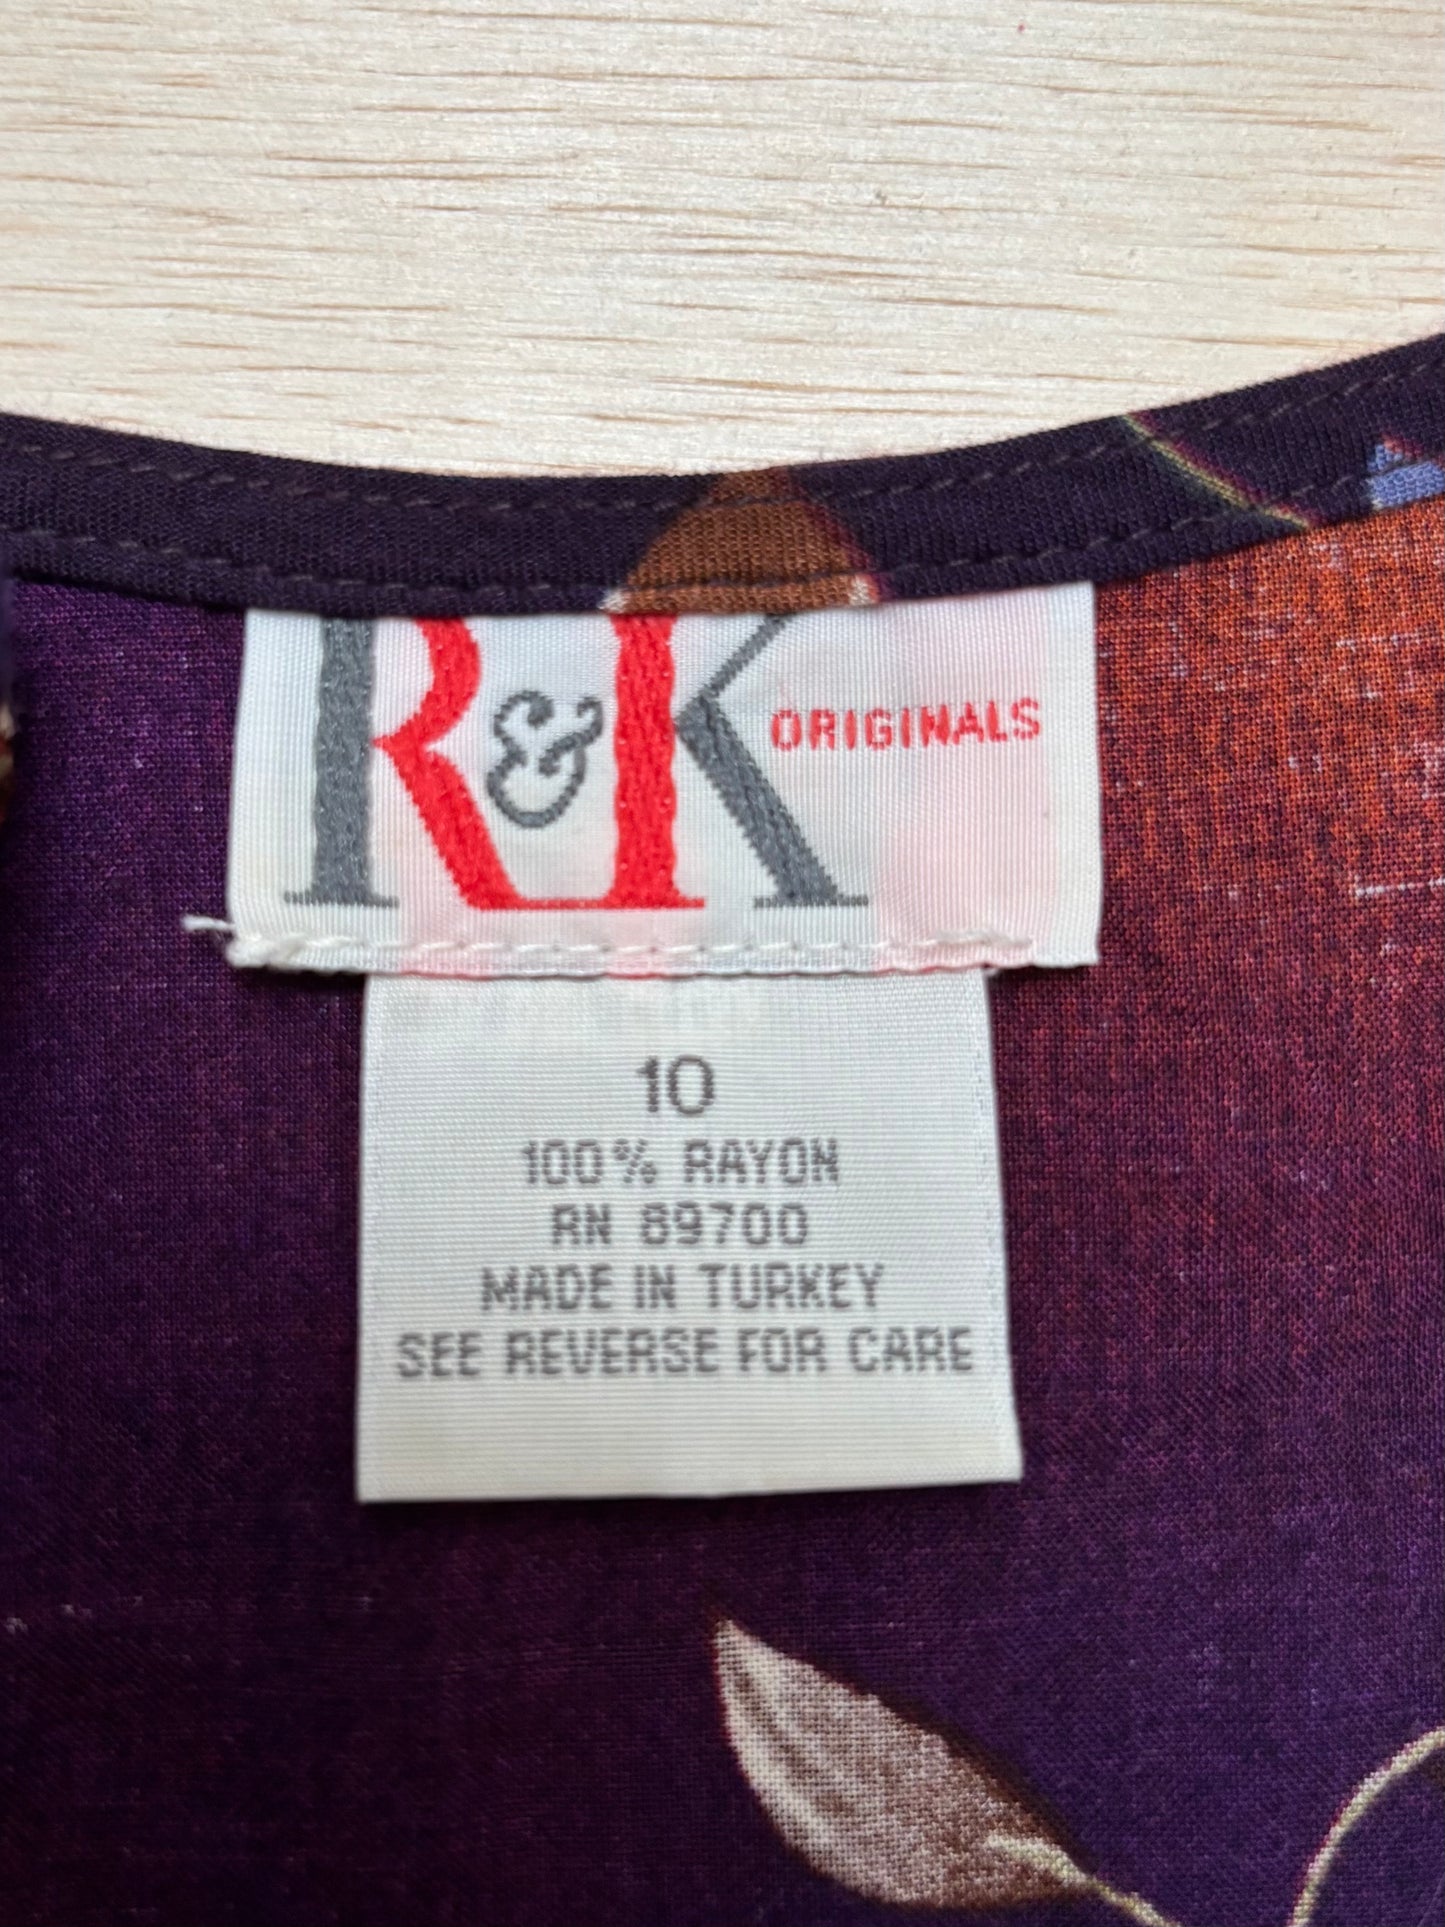 R&K ORIGINALS
10
100% RAYON
RN 89700
MADE IN TURKEY
SEE REVERSE FOR CARE